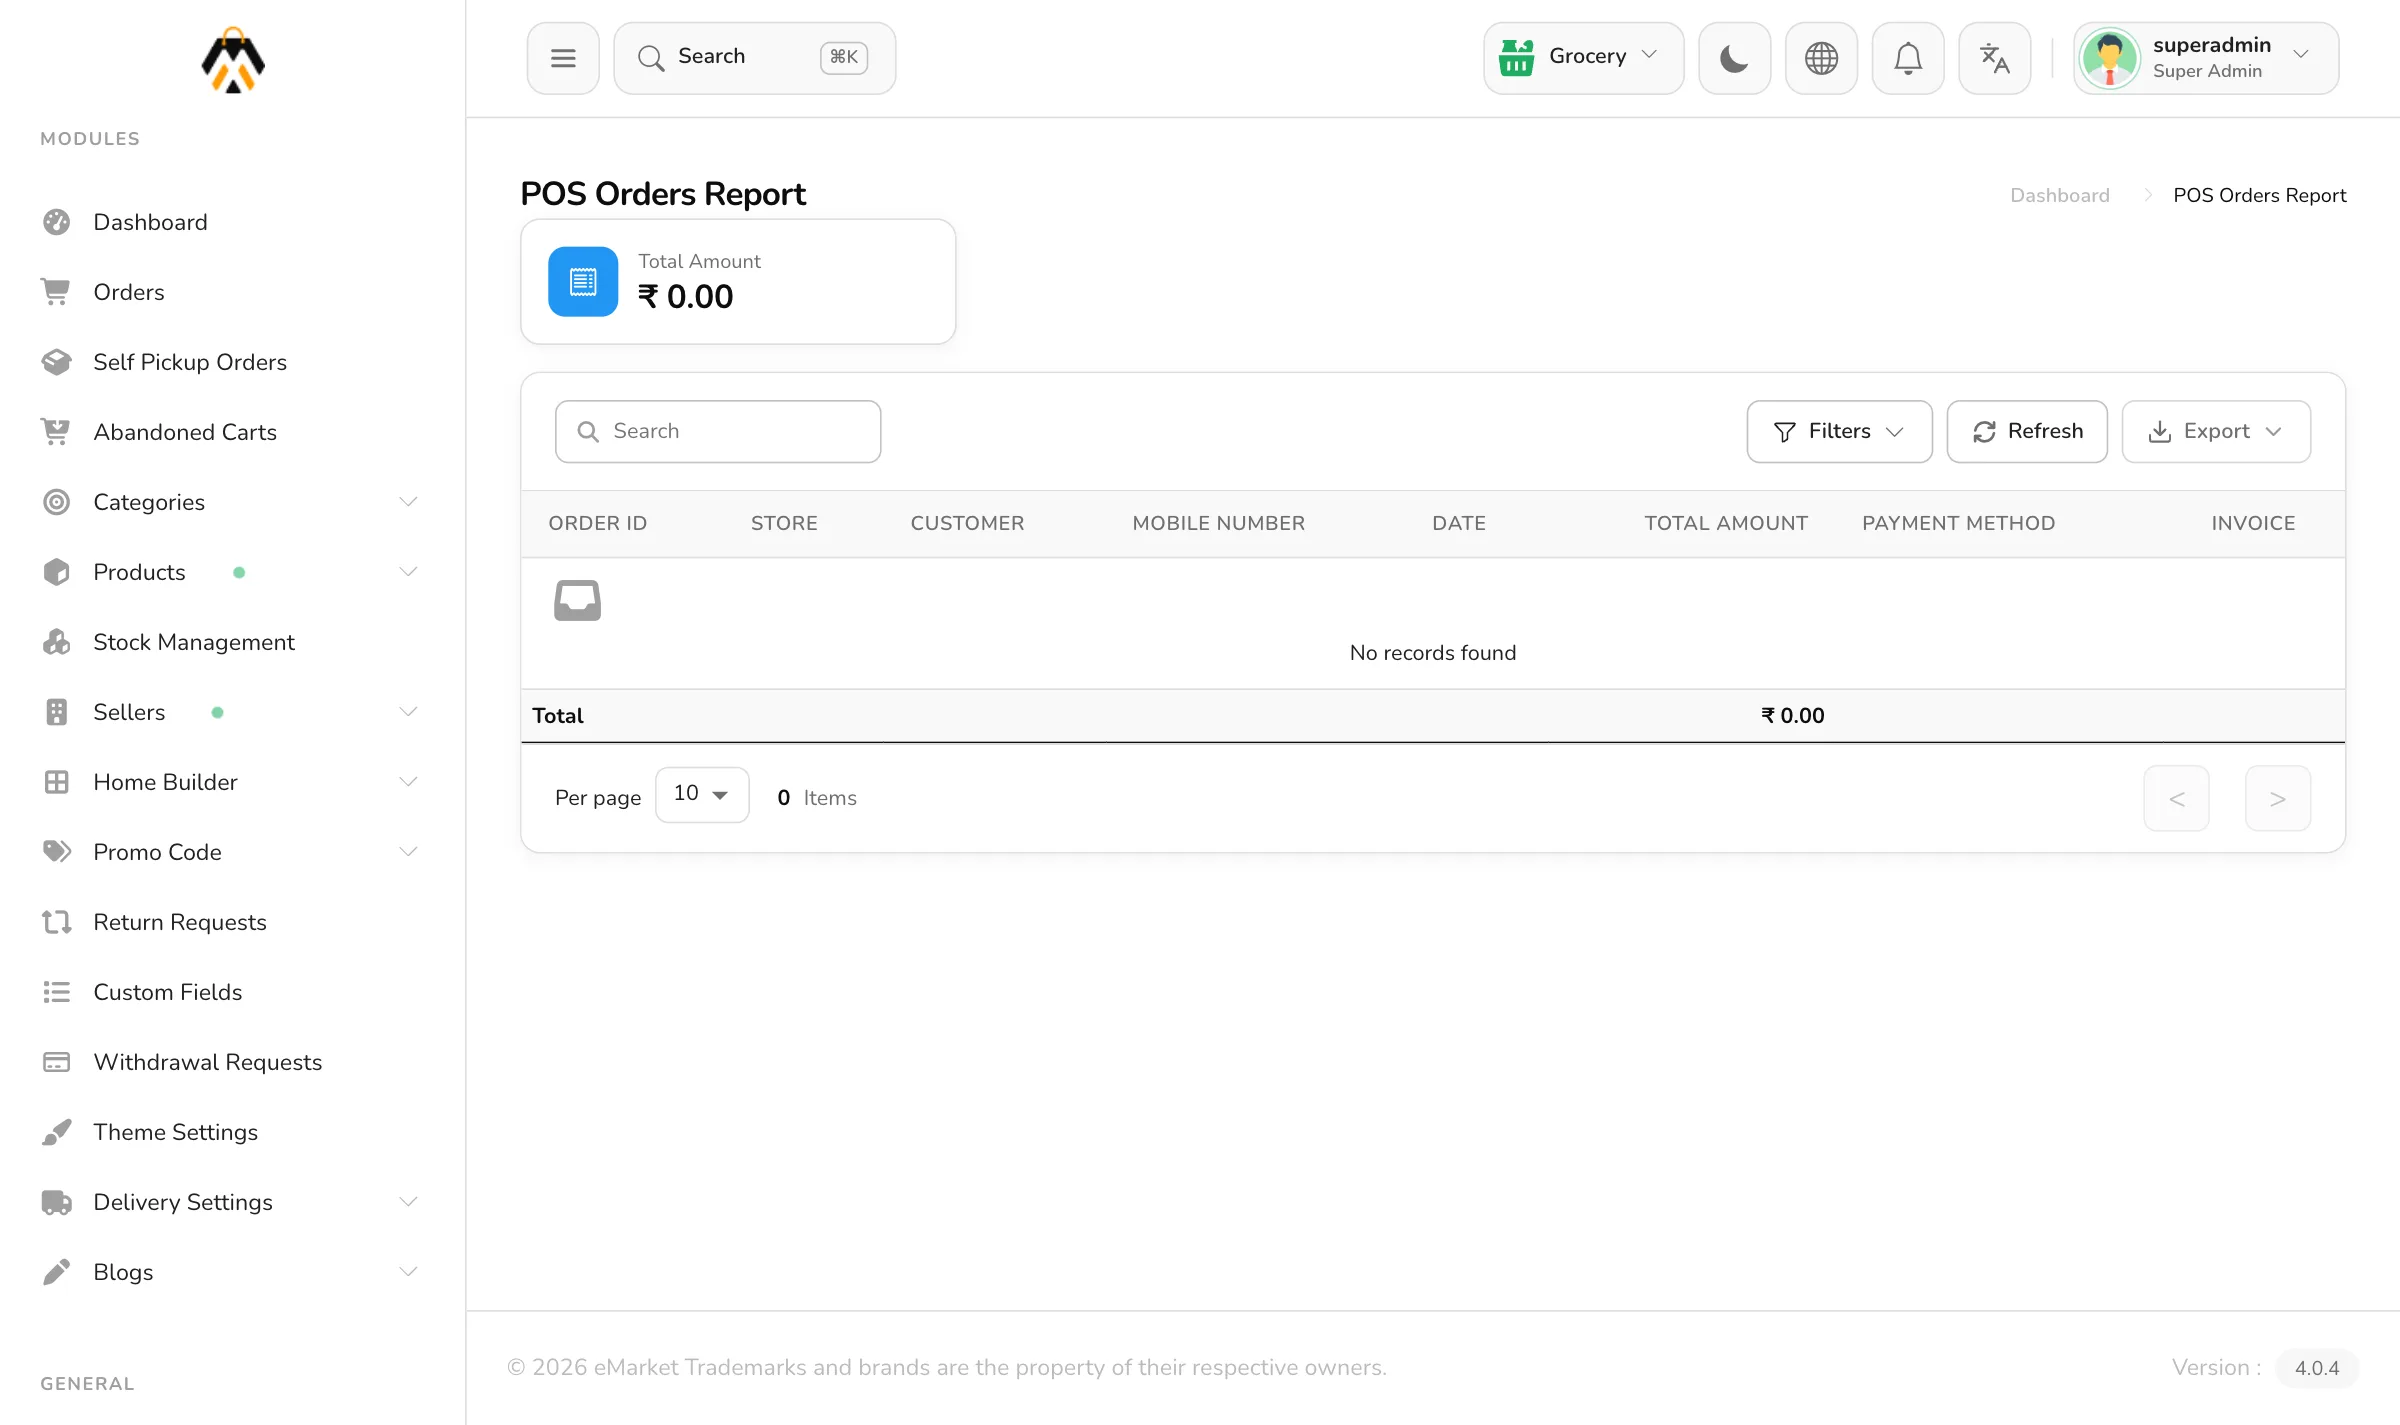 MODULES
Dashboard
Orders
Self Pickup Orders
Abandoned Carts
Categories
Products
Stock Management
Sellers
Home Builder
Promo Code
Return Requests
Custom Fields
Withdrawal Requests
Theme Settings
Delivery Settings
Blogs
GENERAL
Search ⌘K
Grocery
superadmin
Super Admin
POS Orders Report
Dashboard > POS Orders Report
Total Amount
₹ 0.00
Search
Filters Refresh Export
ORDER ID STORE CUSTOMER MOBILE NUMBER DATE TOTAL AMOUNT PAYMENT METHOD INVOICE
No records found
Total ₹ 0.00
Per page 10 0 Items < >
© 2026 eMarket Trademarks and brands are the property of their respective owners. Version : 4.0.4